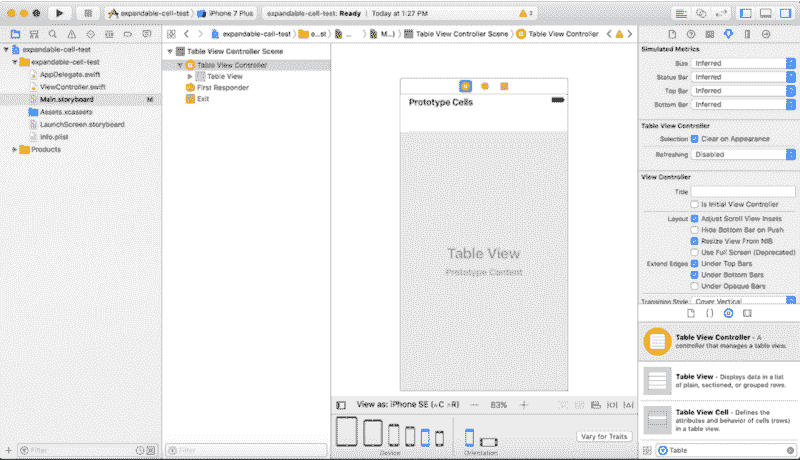 expandable-cell-test
iPhone 7 Plus
expandable-cell-test: Ready | Today at 1:27 PM
2
expandable-cell-test
M...)
Table View Controller Scene
Table View Controller
expandable-cell-test
expandable-cell-test
AppDelegate.swift
ViewController.swift
Main.storyboard
M
Assets.xcassets
LaunchScreen.storyboard
Info.plist
Products
Filter
Table View Controller Scene
Table View Controller
Table View
First Responder
Exit
Filter
Prototype Cells
Table View
Prototype Content
View as: iPhone SE
83%
Device
Orientation
Vary for Traits
Simulated Metrics
Size
Inferred
Status Bar
Inferred
Top Bar
Inferred
Bottom Bar
Inferred
Table View Controller
Selection
Clear on Appearance
Refreshing
Disabled
View Controller
Title
Is Initial View Controller
Layout
Adjust Scroll View Insets
Hide Bottom Bar on Push
Resize View From NIB
Use Full Screen (Deprecated)
Extend Edges
Under Top Bars
Under Bottom Bars
Under Opaque Bars
Transition Style
Cover Vertical
Table View Controller - A
controller that manages a table view.
Table View - Displays data in a list
of plain, sectioned, or grouped rows.
Table View Cell - Defines the
attributes and behavior of cells (rows)
in a table view.
Table